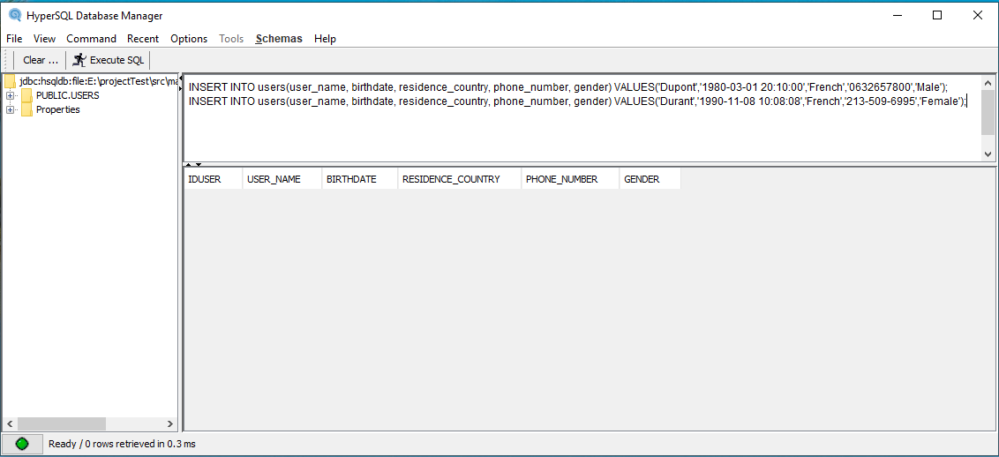 HyperSQL Database Manager
File View Command Recent Options Tools Schemas Help
Clear ... Execute SQL
jdbc:hsqldb:file:E:\projectTest\src\ma
PUBLIC.USERS
Properties
INSERT INTO users(user_name, birthdate, residence_country, phone_number, gender) VALUES('Dupont','1980-03-01 20:10:00','French','0632657800','Male');
INSERT INTO users(user_name, birthdate, residence_country, phone_number, gender) VALUES('Durant','1990-11-08 10:08:08','French','213-509-6995','Female');
IDUSER USER_NAME BIRTHDATE RESIDENCE_COUNTRY PHONE_NUMBER GENDER
Ready / 0 rows retrieved in 0.3 ms